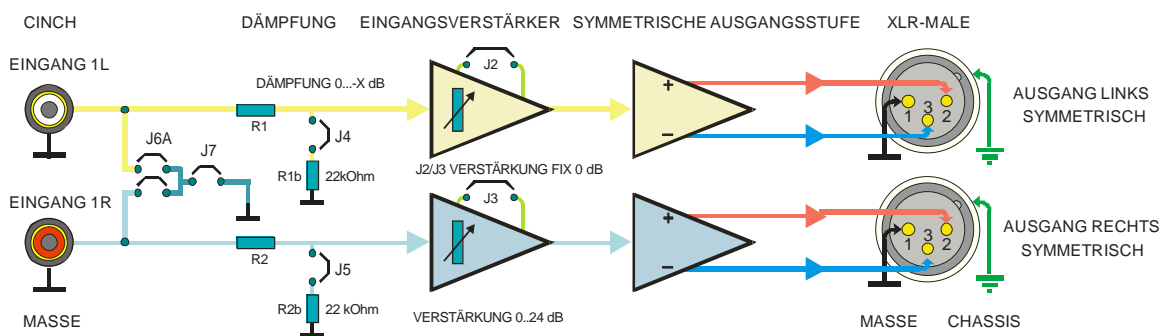 CINCH DÄMPFUNG EINGANGSVERSTÄRKER SYMMETRISCHE AUSGANGSSTUFE XLR-MALE
EINGANG 1L
DÄMPFUNG 0...-X dB
J2
+
−
1 3 2
AUSGANG LINKS
SYMMETRISCH
R1
J4
J6A
J7
R1b 22kOhm
J2/J3 VERSTÄRKUNG FIX 0 dB
EINGANG 1R
J3
+
−
1 3 2
AUSGANG RECHTS
SYMMETRISCH
R2
J5
R2b 22 kOhm
MASSE VERSTÄRKUNG 0..24 dB MASSE CHASSIS